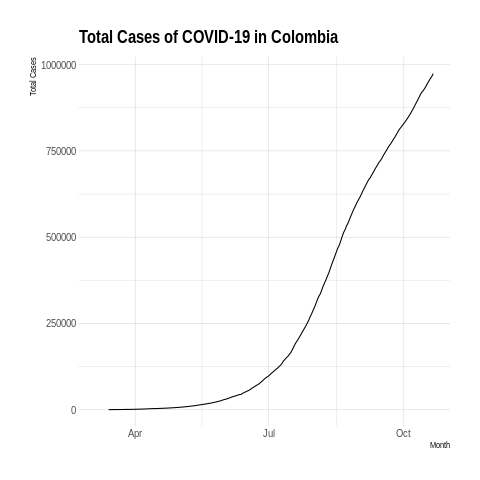 Total Cases of COVID-19 in Colombia
Total Cases
1000000
750000
500000
250000
0
Apr Jul Oct
Month